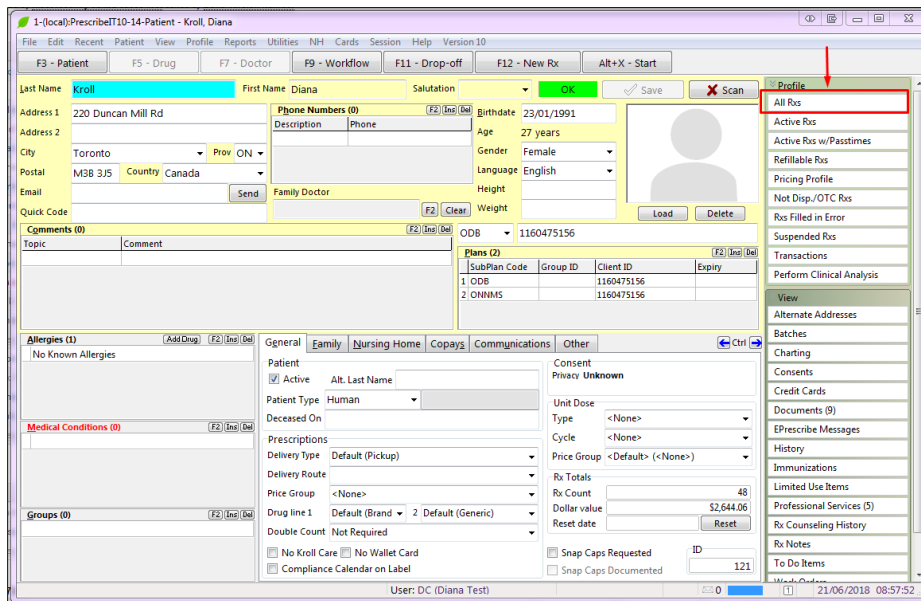 1-(local):PrescribeIT10-14-Patient - Kroll, Diana
File Edit Recent Patient View Profile Reports Utilities NH Cards Session Help Version 10
F3 - Patient F5 - Drug F7 - Doctor F9 - Workflow F11 - Drop-off F12 - New Rx Alt+X - Start
Last Name Kroll First Name Diana Salutation OK Save Scan
Address 1 220 Duncan Mill Rd
Address 2
City Toronto Prov ON
Postal M3B 3J5 Country Canada
Email Send
Quick Code
Phone Numbers (0) F2 Ins Del
Description Phone
Family Doctor
F2 Clear
Birthdate 23/01/1991
Age 27 years
Gender Female
Language English
Height
Weight
Load Delete
Comments (0) F2 Ins Del
Topic Comment
ODB 1160475156
Plans (2) F2 Ins Del
SubPlan Code Group ID Client ID Expiry
1 ODB 1160475156
2 ONNMS 1160475156
Allergies (1) Add Drug F2 Ins Del
No Known Allergies
Medical Conditions (0) F2 Ins Del
Groups (0) F2 Ins Del
General Family Nursing Home Copays Communications Other Ctrl
Patient
Active Alt. Last Name
Patient Type Human
Deceased On
Prescriptions
Delivery Type Default (Pickup)
Delivery Route
Price Group <None>
Drug line 1 Default (Brand 2 Default (Generic)
Double Count Not Required
No Kroll Care No Wallet Card
Compliance Calendar on Label
Consent
Privacy Unknown
Unit Dose
Type <None>
Cycle <None>
Price Group <Default> (<None>)
Rx Totals
Rx Count 48
Dollar value $2,644.06
Reset date Reset
Snap Caps Requested
Snap Caps Documented
ID
121
Profile
All Rxs
Active Rxs
Active Rxs w/Passtimes
Refillable Rxs
Pricing Profile
Not Disp./OTC Rxs
Rxs Filled in Error
Suspended Rxs
Transactions
Perform Clinical Analysis
View
Alternate Addresses
Batches
Charting
Consents
Credit Cards
Documents (9)
EPrescribe Messages
History
Immunizations
Limited Use Items
Professional Services (5)
Rx Counseling History
Rx Notes
To Do Items
Work Orders
User: DC (Diana Test) 0 1 21/06/2018 08:57:52